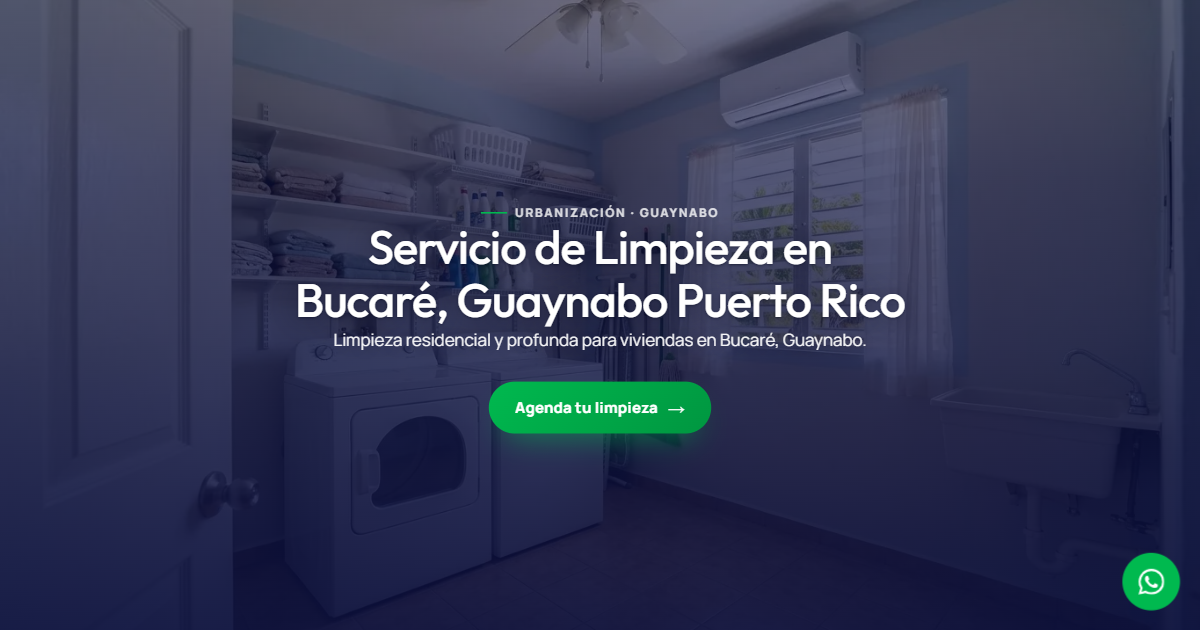 URBANIZACIÓN · GUAYNABO
Servicio de Limpieza en
Bucaré, Guaynabo Puerto Rico
Limpieza residencial y profunda para viviendas en Bucaré, Guaynabo.
Agenda tu limpieza →